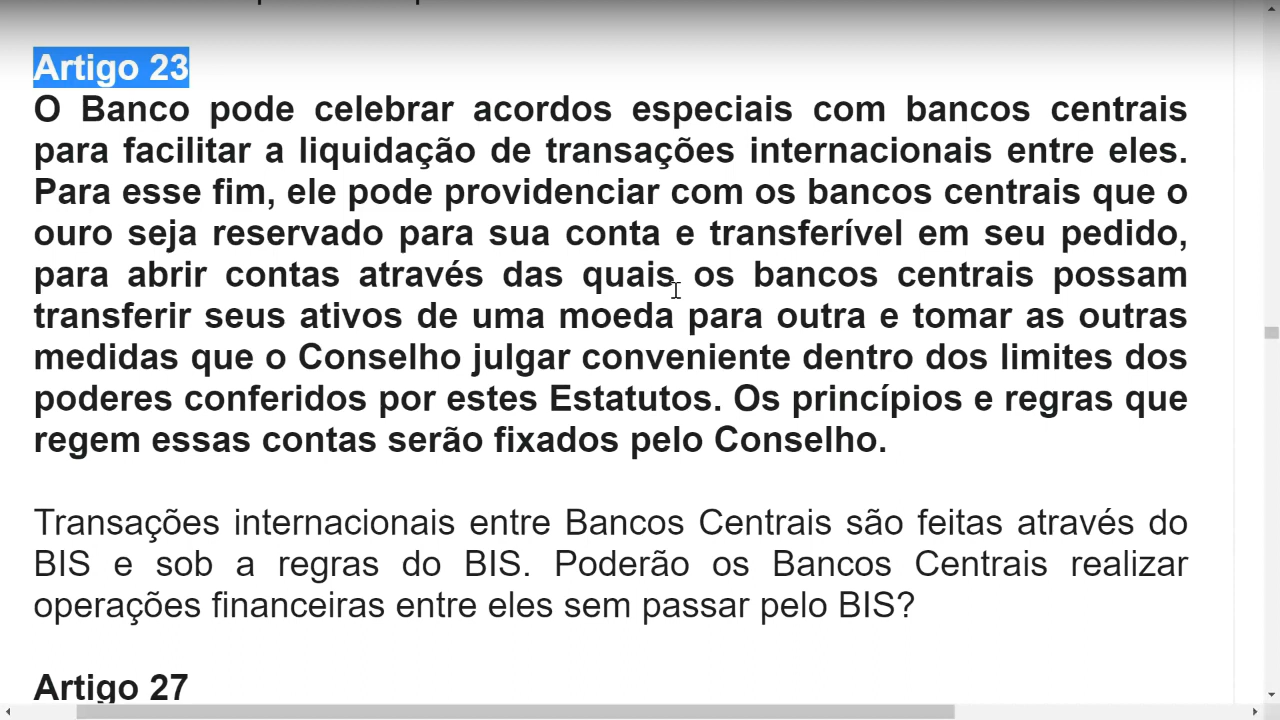 Artigo 23
O Banco pode celebrar acordos especiais com bancos centrais
para facilitar a liquidação de transações internacionais entre eles.
Para esse fim, ele pode providenciar com os bancos centrais que o
ouro seja reservado para sua conta e transferível em seu pedido,
para abrir contas através das quais os bancos centrais possam
transferir seus ativos de uma moeda para outra e tomar as outras
medidas que o Conselho julgar conveniente dentro dos limites dos
poderes conferidos por estes Estatutos. Os princípios e regras que
regem essas contas serão fixados pelo Conselho.
Transações internacionais entre Bancos Centrais são feitas através do
BIS e sob a regras do BIS. Poderão os Bancos Centrais realizar
operações financeiras entre eles sem passar pelo BIS?
Artigo 27